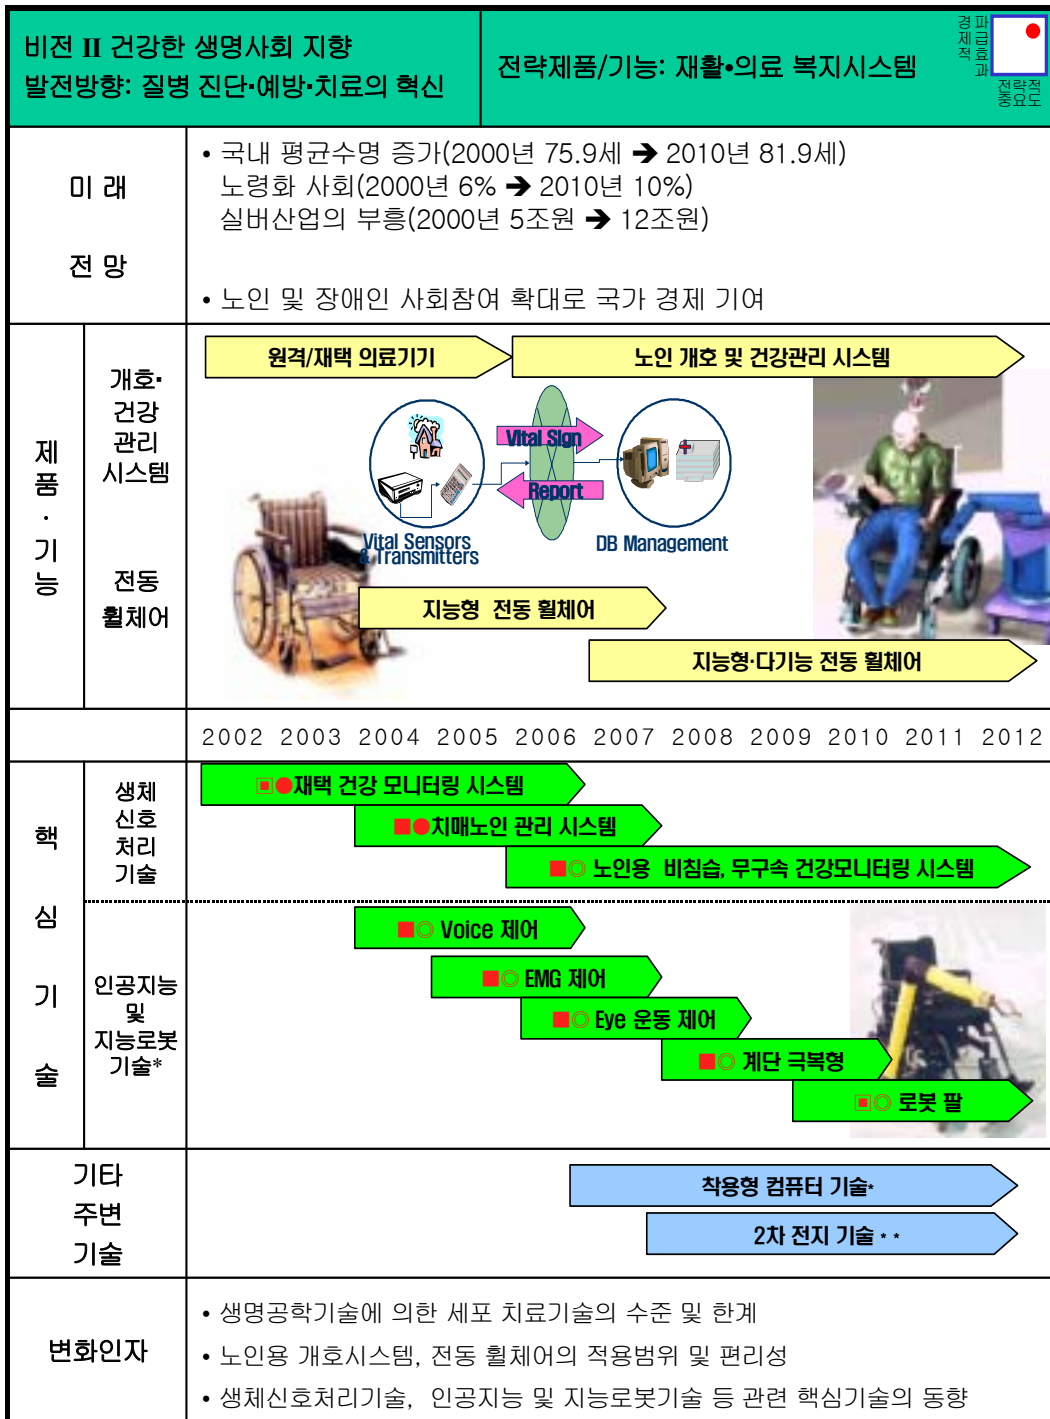 비전 II 건강한 생명사회 지향
발전방향: 질병 진단·예방·치료의 혁신
전략제품/기능: 재활•의료 복지시스템
경제적
파급효과
전략적
중요도
미 래
전 망
• 국내 평균수명 증가(2000년 75.9세 ➔ 2010년 81.9세)
노령화 사회(2000년 6% ➔ 2010년 10%)
실버산업의 부흥(2000년 5조원 ➔ 12조원)
• 노인 및 장애인 사회참여 확대로 국가 경제 기여
제품·기능
개호·
건강
관리
시스템
전동
휠체어
원격/재택 의료기기
노인 개호 및 건강관리 시스템
Vital Sign
Report
Vital Sensors
& Transmitters
DB Management
지능형 전동 휠체어
지능형·다기능 전동 휠체어
2002 2003 2004 2005 2006 2007 2008 2009 2010 2011 2012
핵심기술
생체
신호
처리
기술
▣●재택 건강 모니터링 시스템
■●치매노인 관리 시스템
■◎ 노인용 비침습, 무구속 건강모니터링 시스템
인공지능
및
지능로봇
기술*
■◎ Voice 제어
■◎ EMG 제어
■◎ Eye 운동 제어
■◎ 계단 극복형
▣◎ 로봇 팔
기타
주변
기술
착용형 컴퓨터 기술*
2차 전지 기술 * *
변화인자
• 생명공학기술에 의한 세포 치료기술의 수준 및 한계
• 노인용 개호시스템, 전동 휠체어의 적용범위 및 편리성
• 생체신호처리기술, 인공지능 및 지능로봇기술 등 관련 핵심기술의 동향